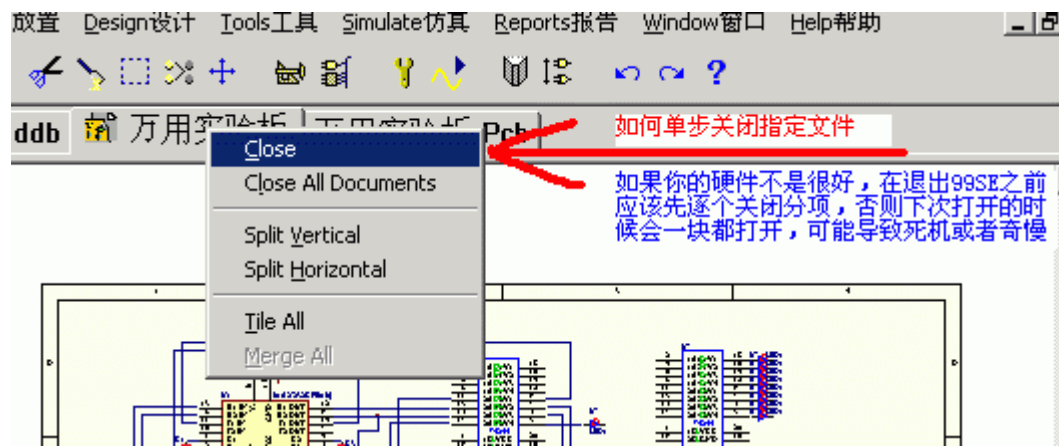 放置 Design设计 Tools工具 Simulate仿真 Reports报告 Window窗口 Help帮助
ddb 万用实验板 万用实验板 Pcb
如何单步关闭指定文件
Close
Close All Documents
如果你的硬件不是很好，在退出99SE之前
应该先逐个关闭分项，否则下次打开的时
候会一块都打开，可能导致死机或者奇慢
Split Vertical
Split Horizontal
Tile All
Merge All